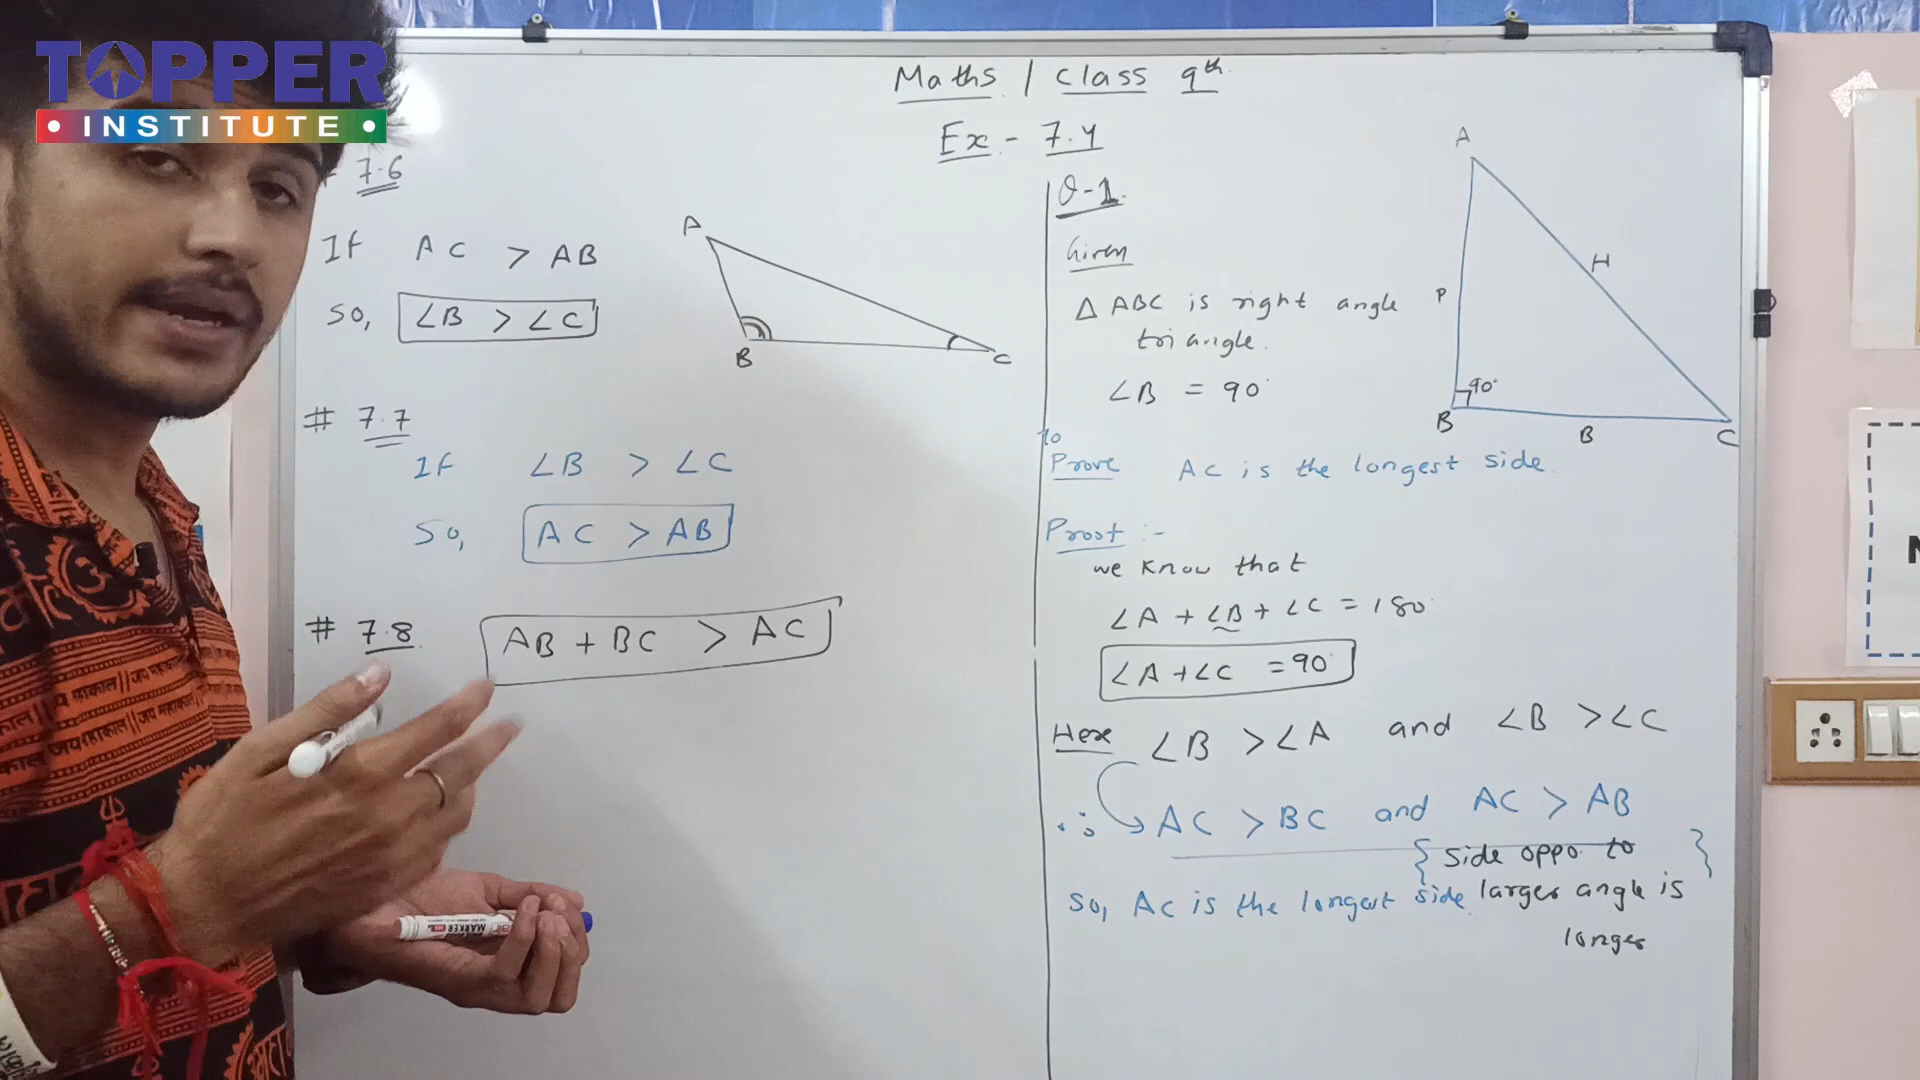 TOPPER
• INSTITUTE •
Maths / Class 9th
Ex - 7.4
7.6
If AC > AB
So, ∠B > ∠C
A
B
C
# 7.7
If ∠B > ∠C
So, AC > AB
# 7.8
AB + BC > AC
Q-1
Given
△ ABC is right angle
triangle.
∠B = 90°
A
P
H
90°
B
B
C
To
Prove AC is the longest side.
Proof :-
we know that
∠A + ∠B + ∠C = 180°
∠A + ∠C = 90°
Here ∠B > ∠A and ∠B > ∠C
∴ AC > BC and AC > AB
{ side oppo. to }
So, AC is the longest side larger angle is
longer
MARKER
जय महाकाल